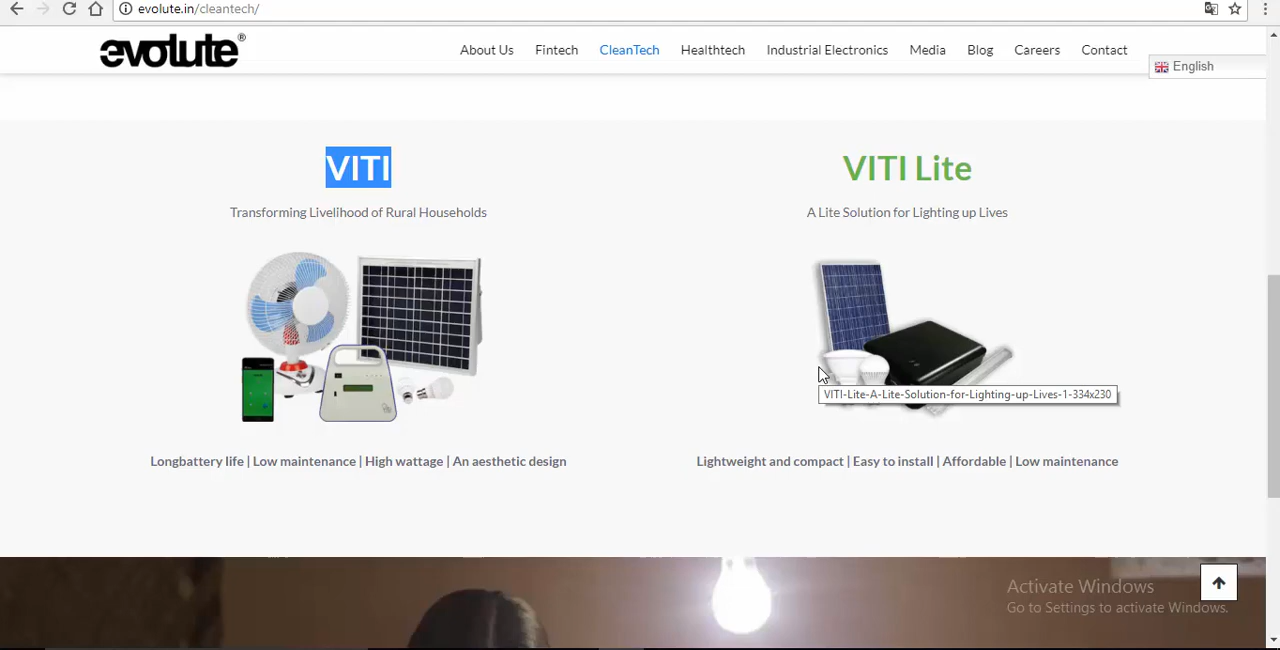 evolute.in/cleantech/
evolute®
About Us Fintech CleanTech Healthtech Industrial Electronics Media Blog Careers Contact
English
VITI
VITI Lite
Transforming Livelihood of Rural Households
A Lite Solution for Lighting up Lives
VITI-Lite-A-Lite-Solution-for-Lighting-up-Lives-1-334x230
Longbattery life | Low maintenance | High wattage | An aesthetic design
Lightweight and compact | Easy to install | Affordable | Low maintenance
Activate Windows
Go to Settings to activate Windows.